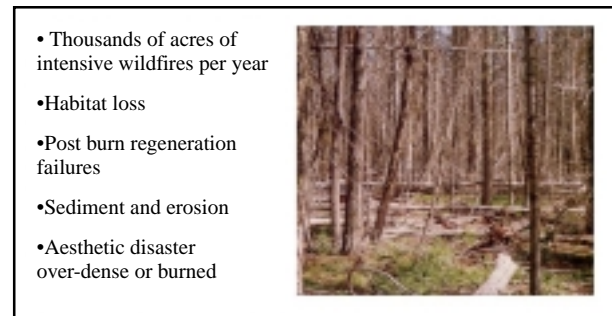 • Thousands of acres of
intensive wildfires per year
•Habitat loss
•Post burn regeneration
failures
•Sediment and erosion
•Aesthetic disaster
over-dense or burned